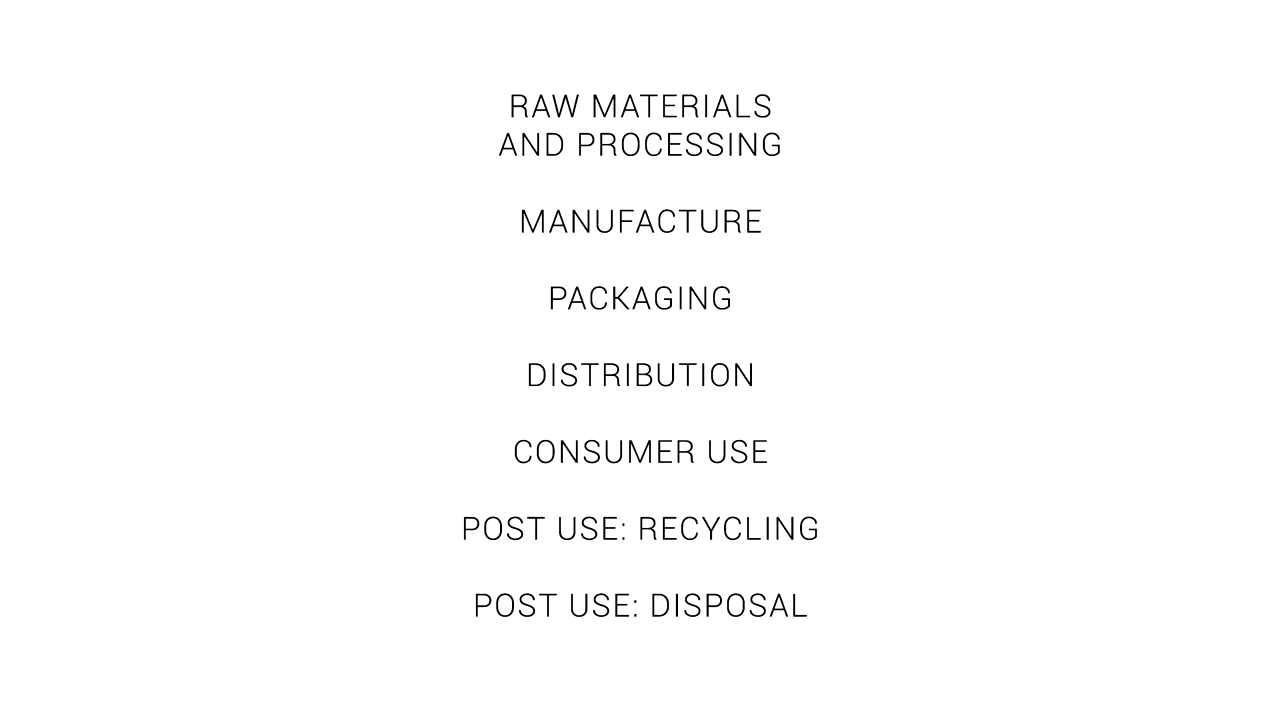 RAW MATERIALS
AND PROCESSING
MANUFACTURE
PACKAGING
DISTRIBUTION
CONSUMER USE
POST USE: RECYCLING
POST USE: DISPOSAL